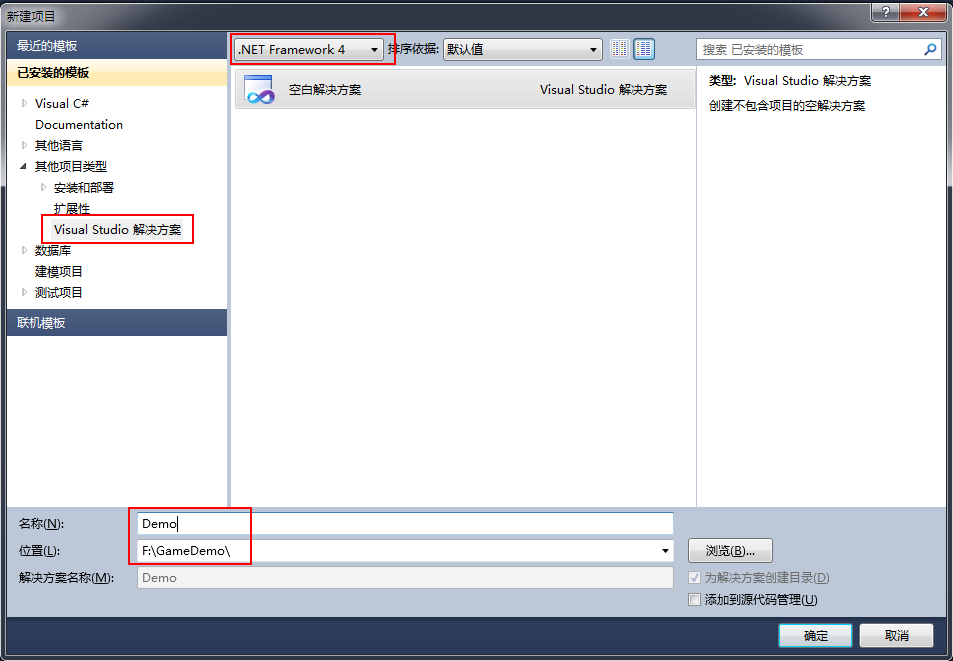 新建项目
?
最近的模板
已安装的模板
Visual C#
Documentation
其他语言
其他项目类型
安装和部署
扩展性
Visual Studio 解决方案
数据库
建模项目
测试项目
联机模板
.NET Framework 4 排序依据: 默认值
空白解决方案 Visual Studio 解决方案
搜索 已安装的模板
类型: Visual Studio 解决方案
创建不包含项目的空解决方案
名称(N): Demo
位置(L): F:\GameDemo\ 浏览(B)...
解决方案名称(M): Demo 为解决方案创建目录(D)
添加到源代码管理(U)
确定 取消